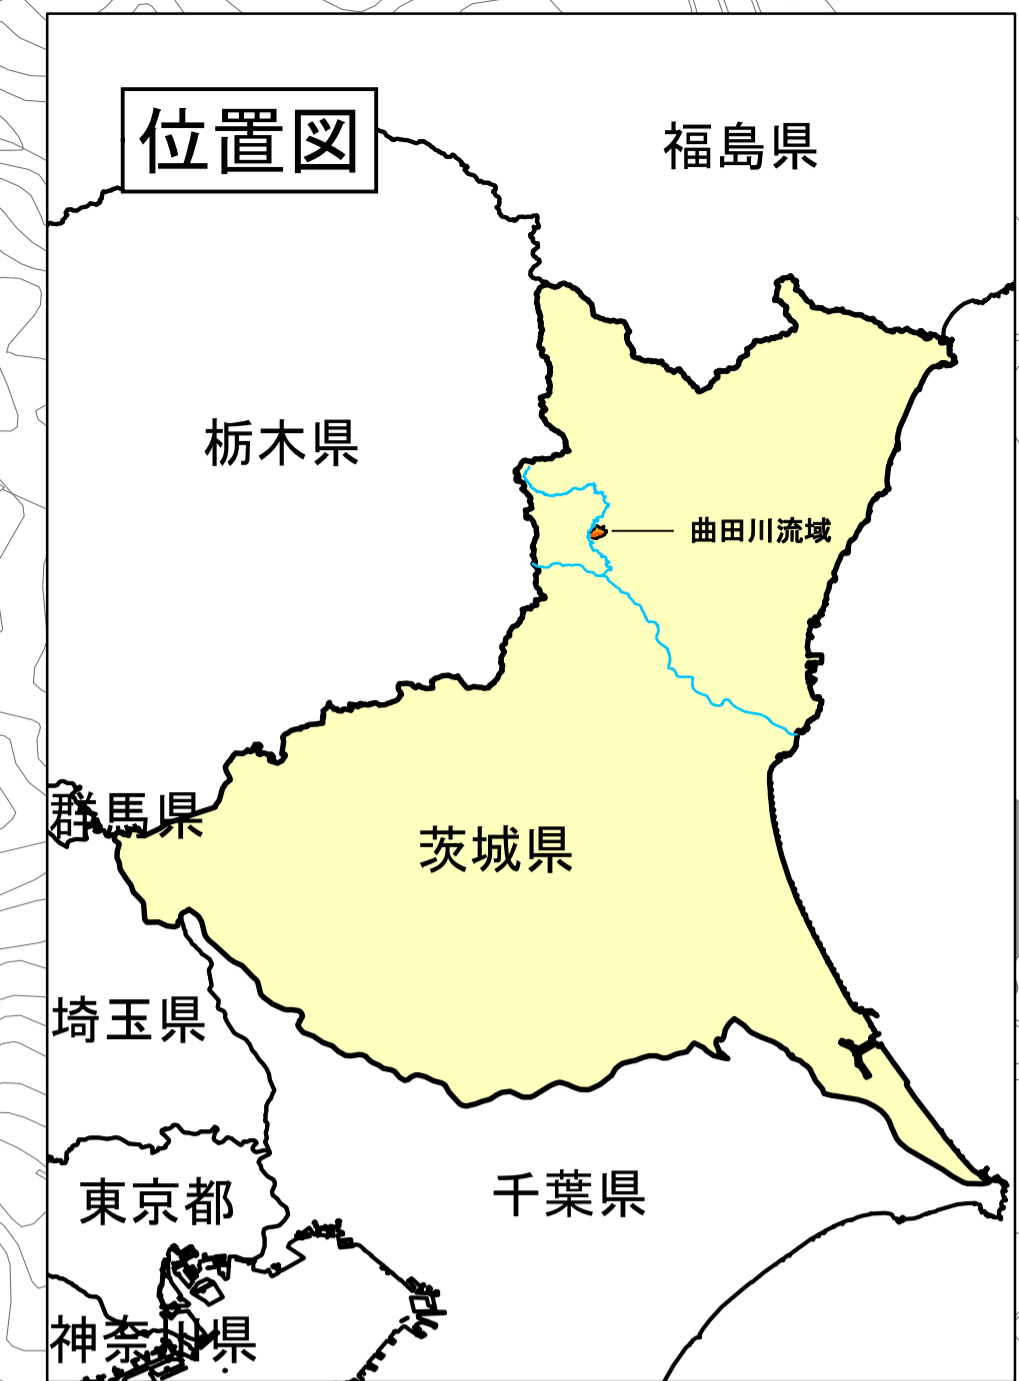 位置図
福島県
栃木県
曲田川流域
群馬県
茨城県
埼玉県
千葉県
東京都
神奈川県